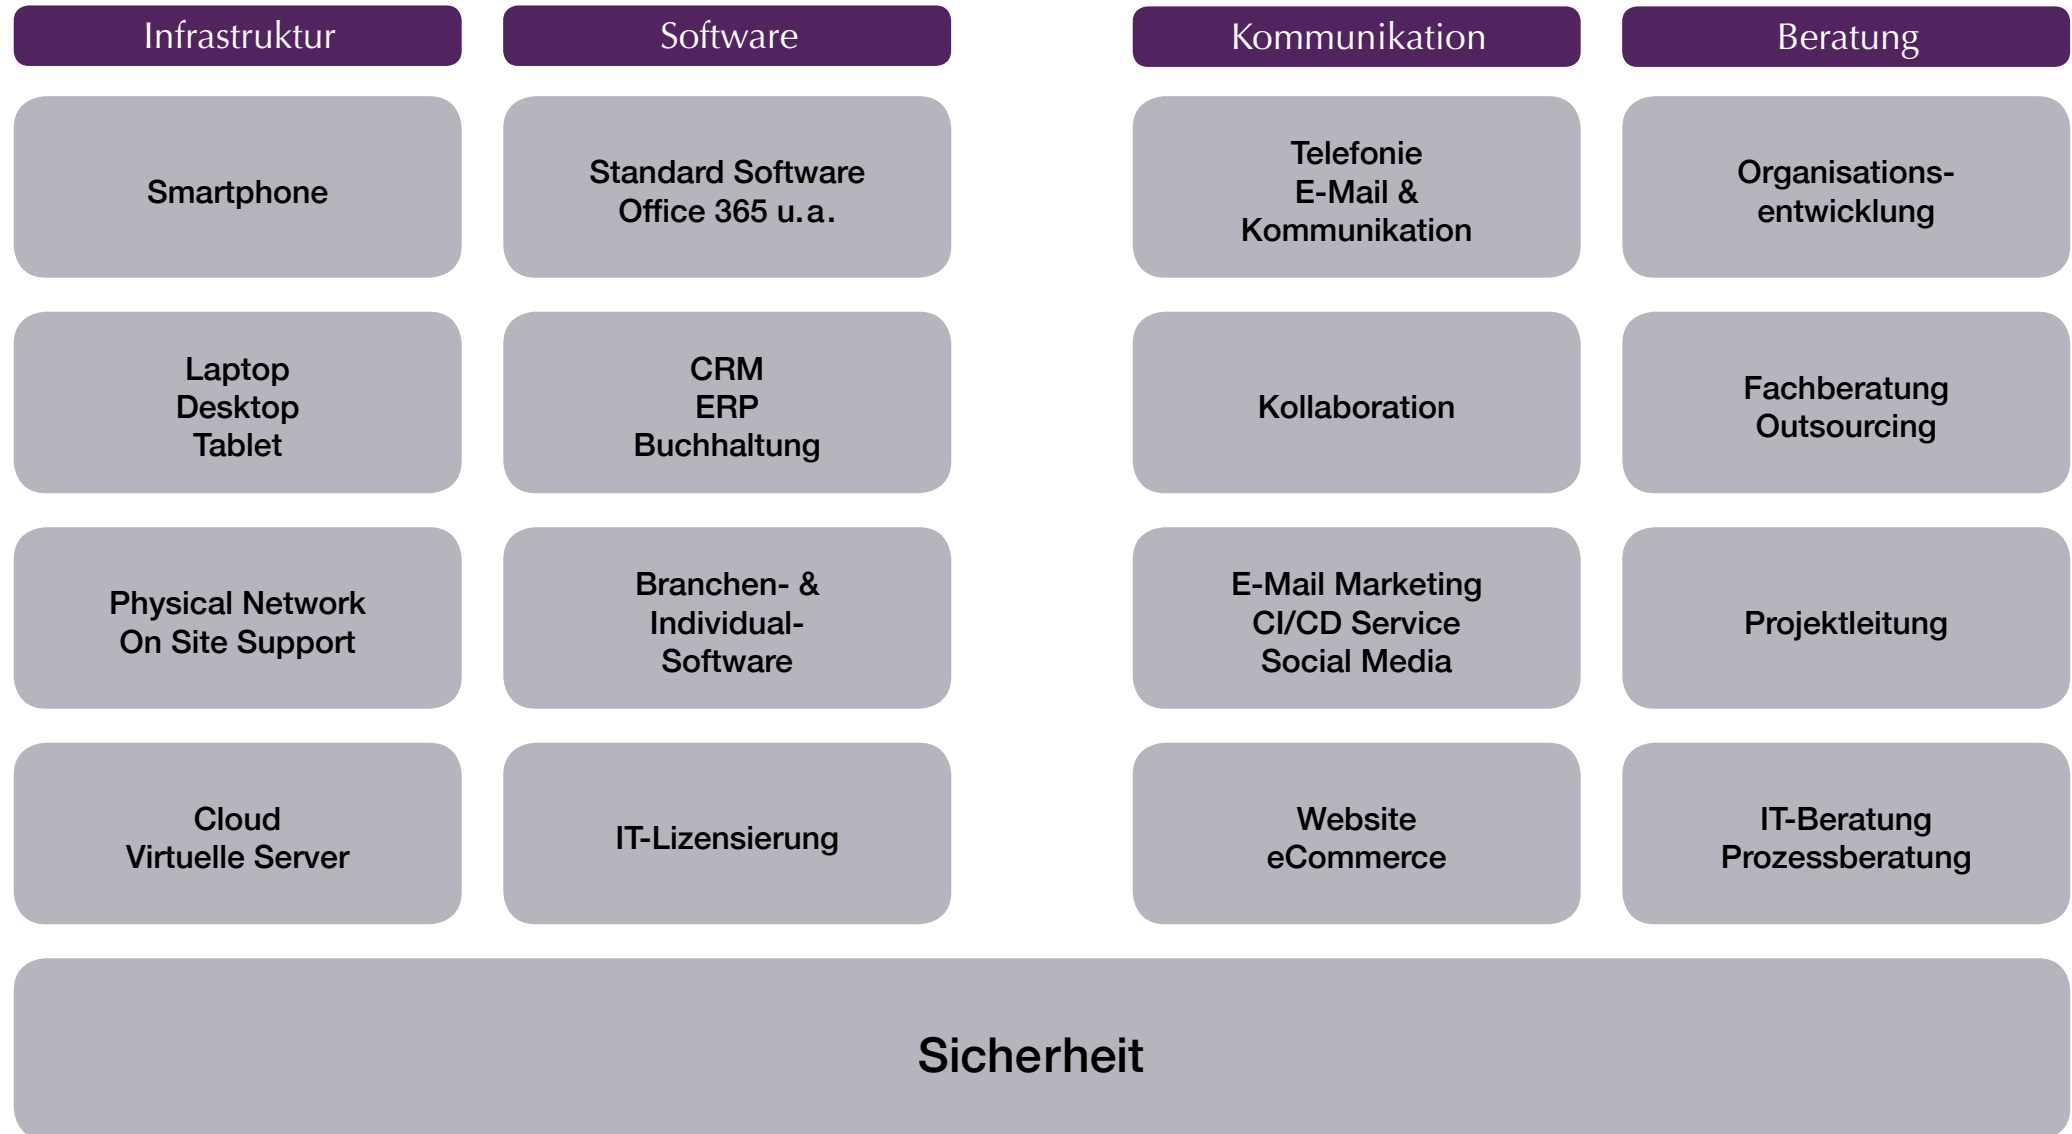 Infrastruktur
Software
Kommunikation
Beratung
Smartphone
Standard Software
Office 365 u.a.
Telefonie
E-Mail &
Kommunikation
Organisations-
entwicklung
Laptop
Desktop
Tablet
CRM
ERP
Buchhaltung
Kollaboration
Fachberatung
Outsourcing
Physical Network
On Site Support
Branchen- &
Individual-
Software
E-Mail Marketing
CI/CD Service
Social Media
Projektleitung
Cloud
Virtuelle Server
IT-Lizensierung
Website
eCommerce
IT-Beratung
Prozessberatung
Sicherheit